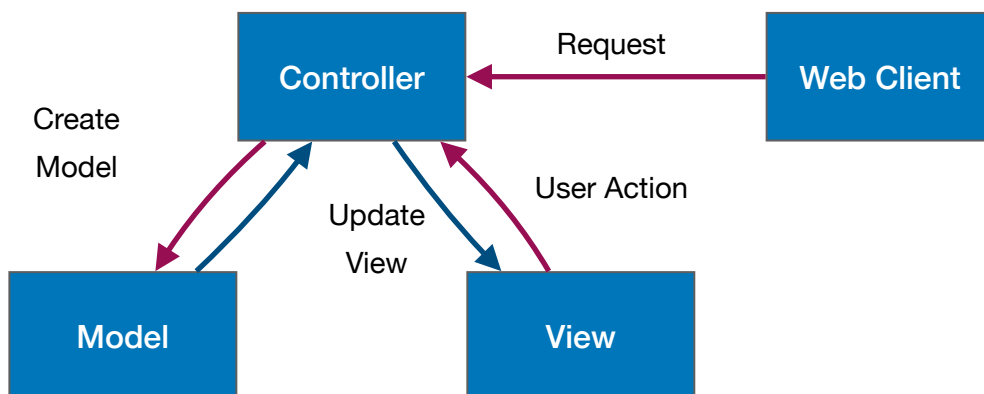 Request
Controller
Web Client
Create
Model
User Action
Update
View
Model
View